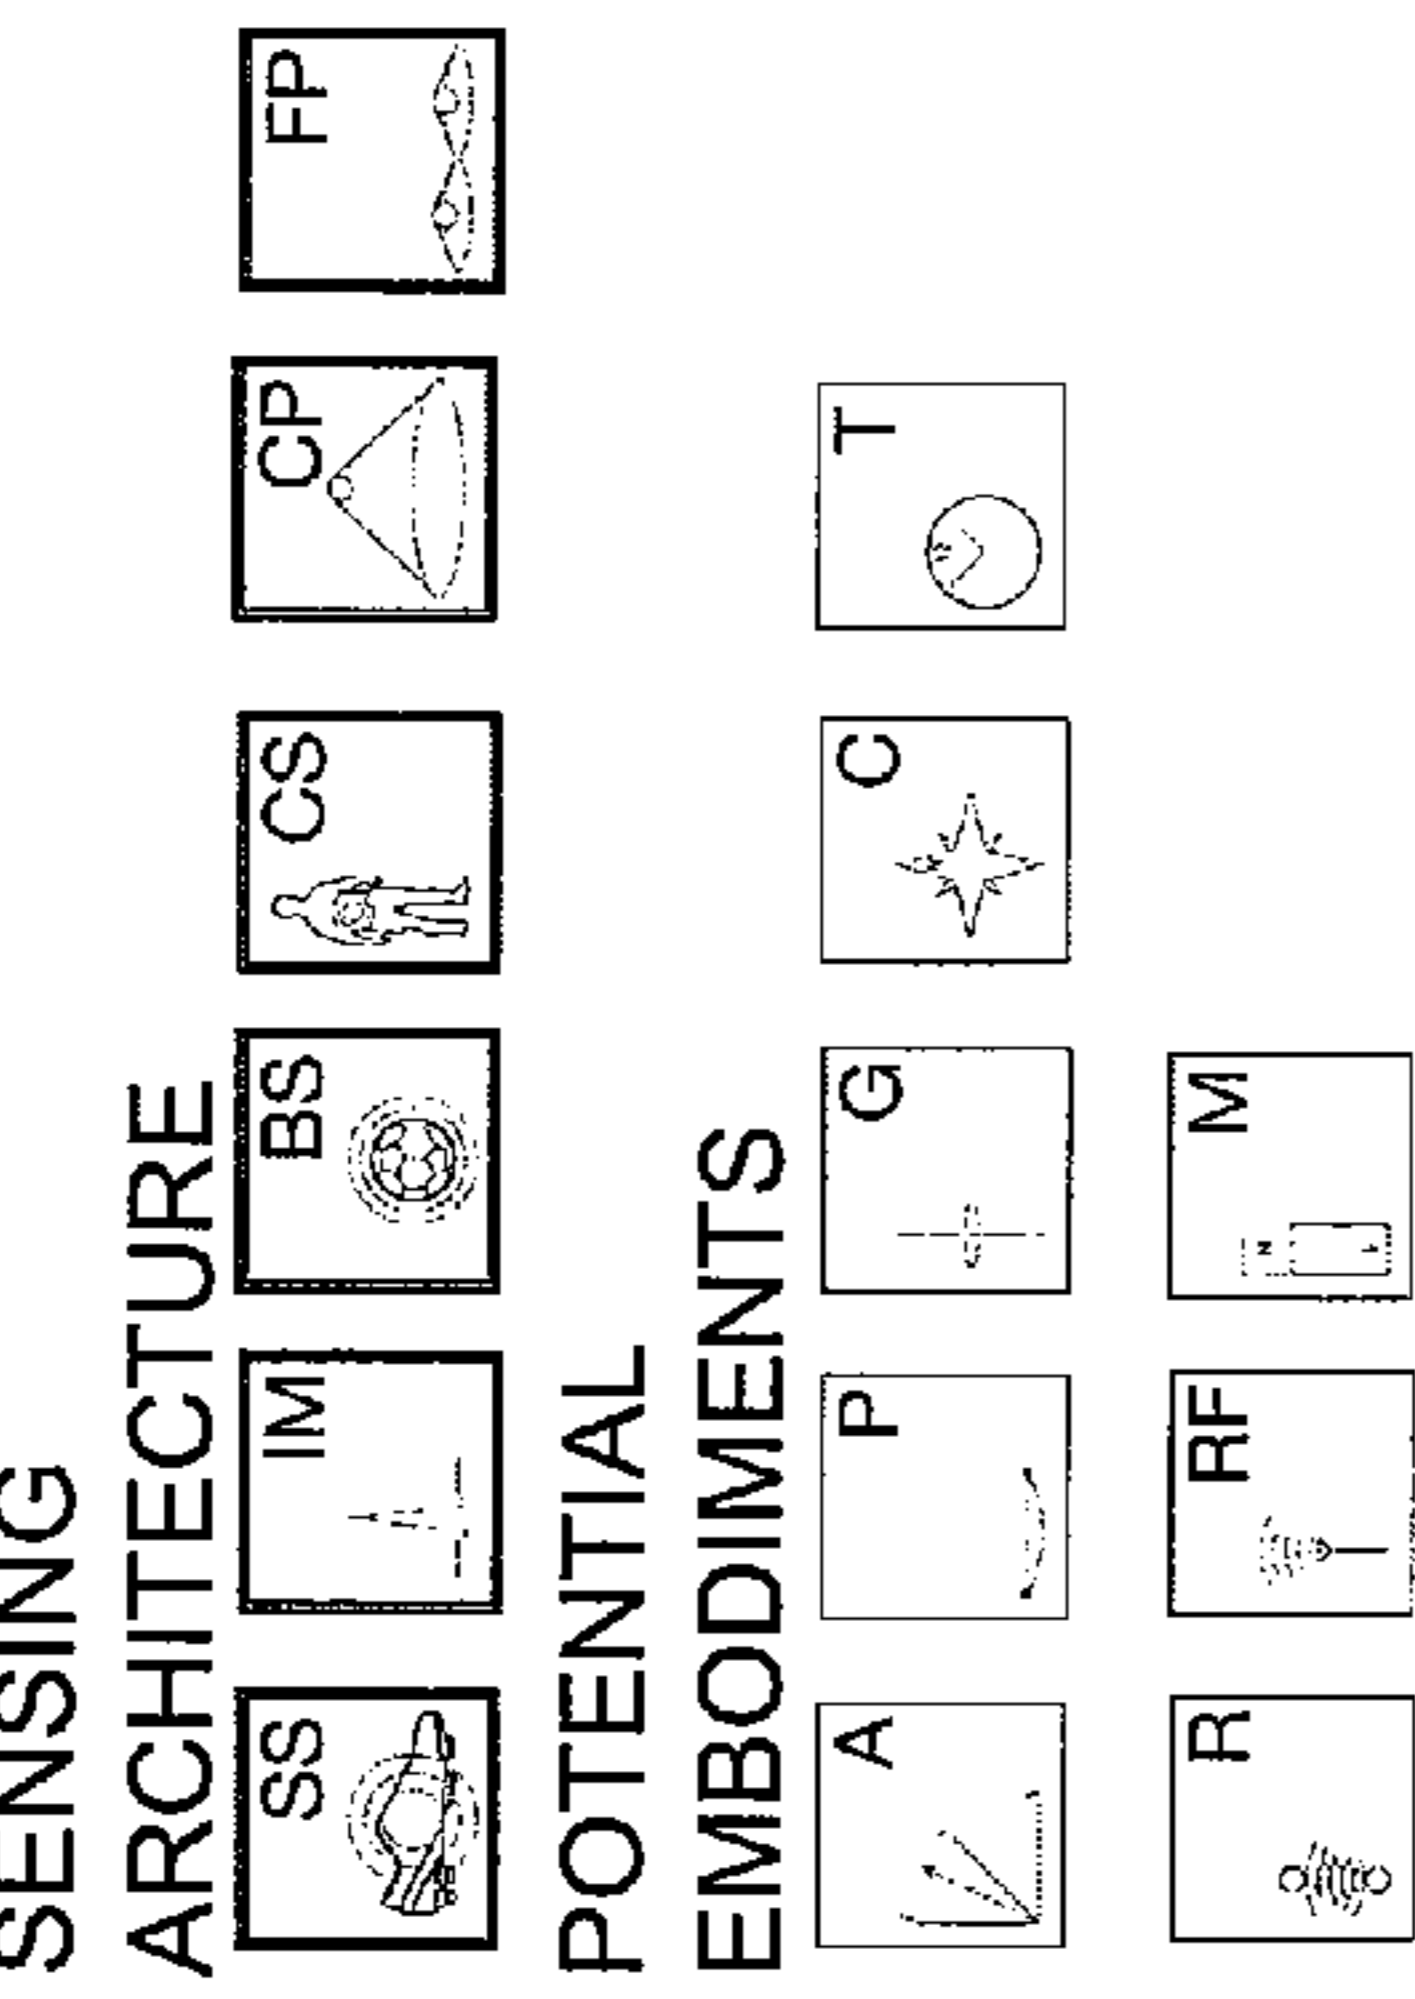 SENSING
ARCHITECTURE
SS IM BS CS CP FP
POTENTIAL
EMBODIMENTS
A P G C T
R RF M